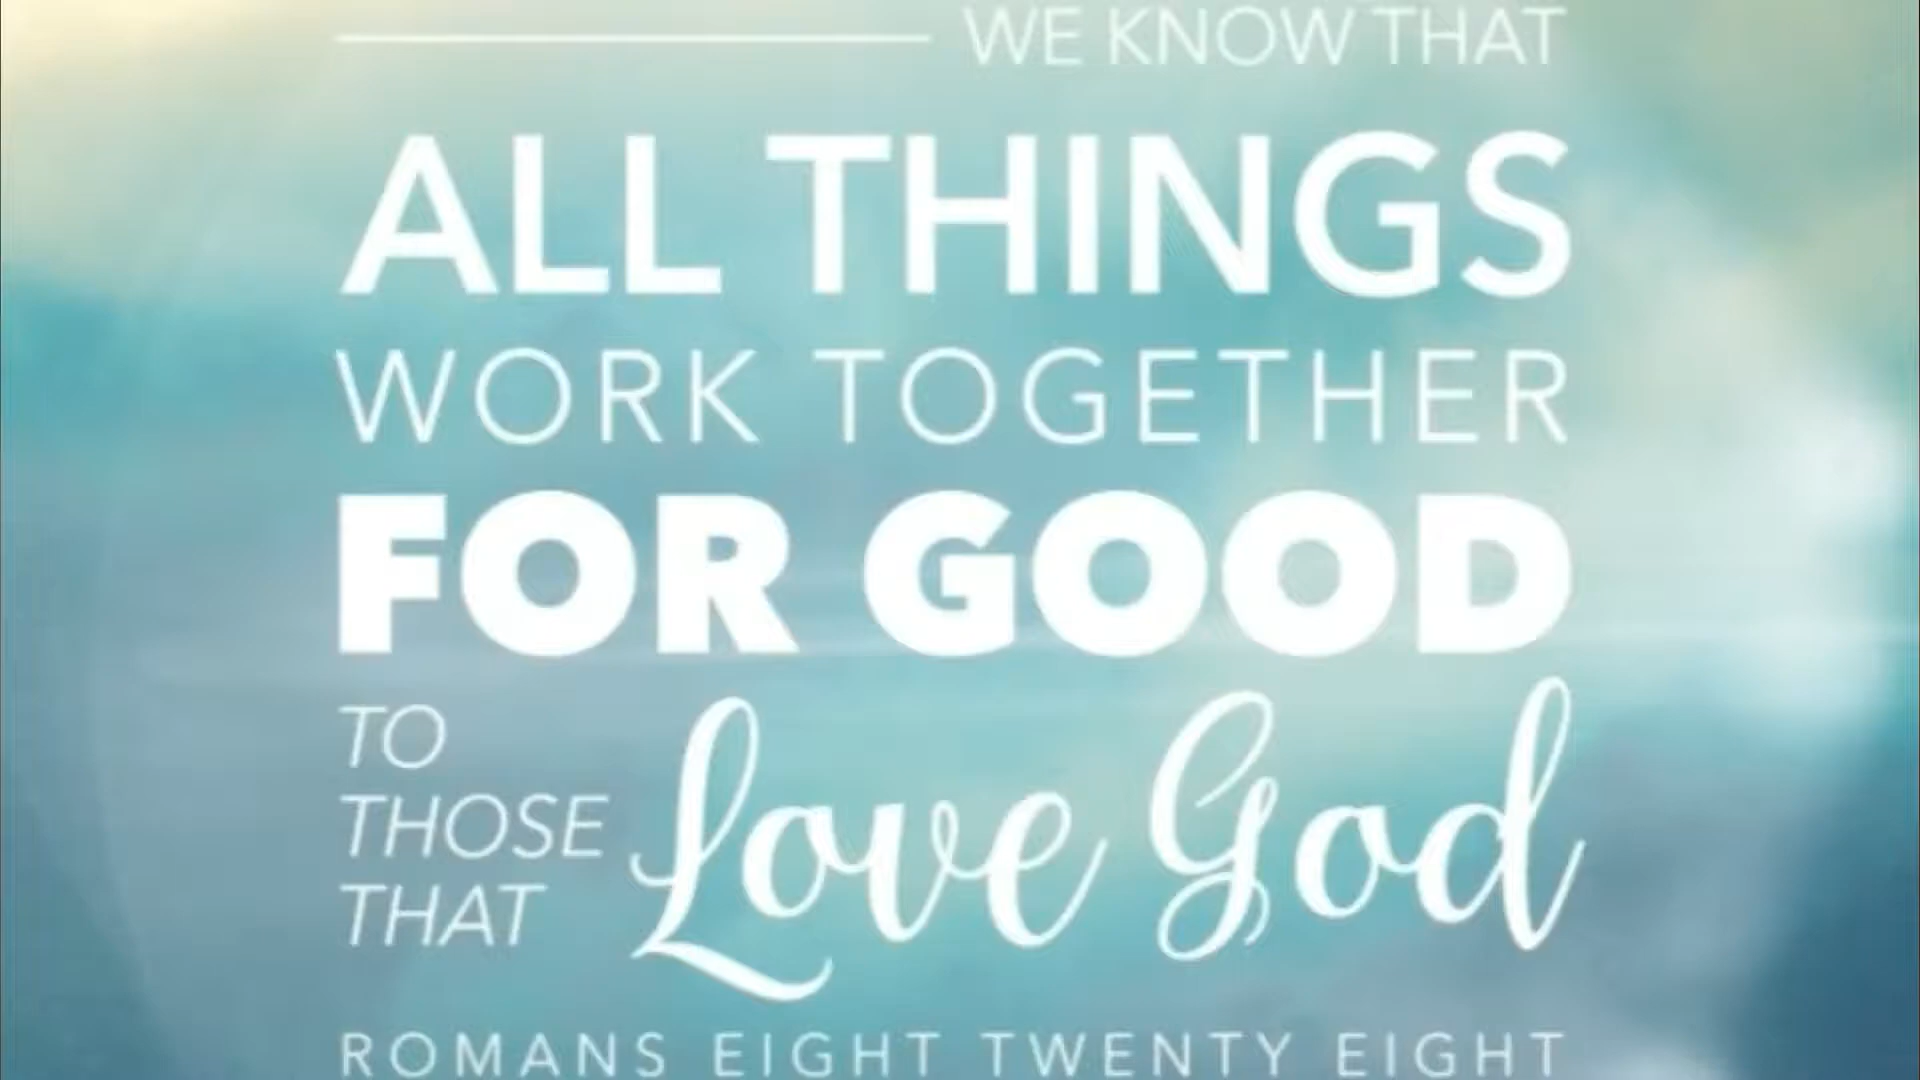 WE KNOW THAT
ALL THINGS
WORK TOGETHER
FOR GOOD
TO
THOSE
THAT
Love God
ROMANS EIGHT TWENTY EIGHT